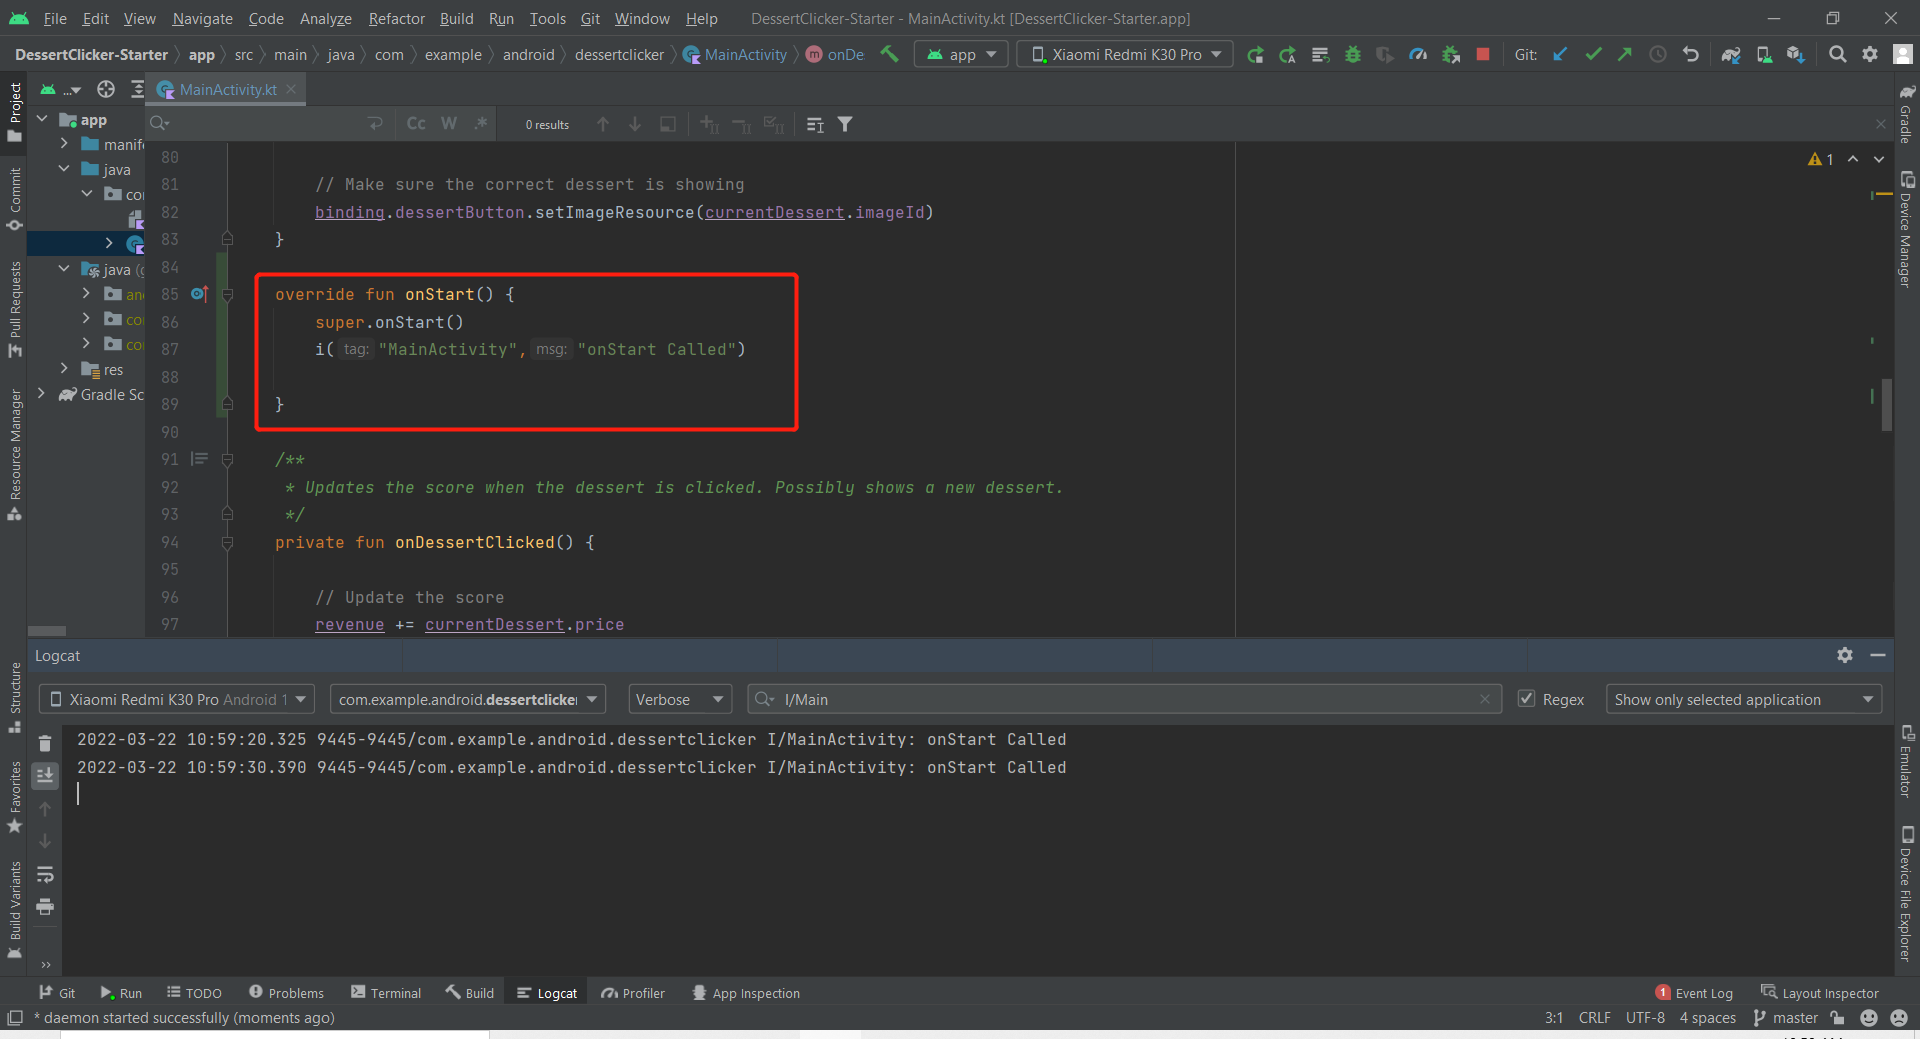 File Edit View Navigate Code Analyze Refactor Build Run Tools Git Window Help DessertClicker-Starter - MainActivity.kt [DessertClicker-Starter.app]
DessertClicker-Starter app src main java com example android dessertclicker MainActivity onDe app Xiaomi Redmi K30 Pro Git:
... MainActivity.kt
app Cc W .* 0 results
manife
java
co
java (g
an
co
co
res
Gradle Sc
80
81 // Make sure the correct dessert is showing
82 binding.dessertButton.setImageResource(currentDessert.imageId)
83 }
84
85 override fun onStart() {
86 super.onStart()
87 i( tag: "MainActivity", msg: "onStart Called")
88
89 }
90
91 /**
92 * Updates the score when the dessert is clicked. Possibly shows a new dessert.
93 */
94 private fun onDessertClicked() {
95
96 // Update the score
97 revenue += currentDessert.price
1
Project
Commit
Pull Requests
Resource Manager
Structure
Favorites
Build Variants
Gradle
Device Manager
Emulator
Device File Explorer
Logcat
Xiaomi Redmi K30 Pro Android 1 com.example.android.dessertclicke Verbose I/Main Regex Show only selected application
2022-03-22 10:59:20.325 9445-9445/com.example.android.dessertclicker I/MainActivity: onStart Called
2022-03-22 10:59:30.390 9445-9445/com.example.android.dessertclicker I/MainActivity: onStart Called
Git Run TODO Problems Terminal Build Logcat Profiler App Inspection 1 Event Log Layout Inspector
* daemon started successfully (moments ago) 3:1 CRLF UTF-8 4 spaces master